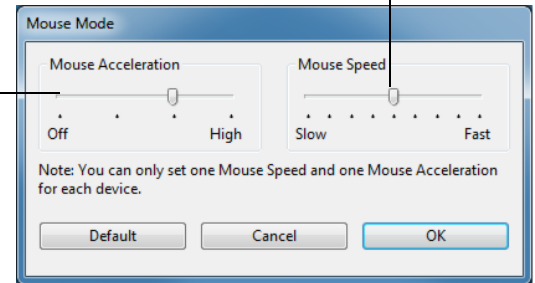 Mouse Mode
Mouse Acceleration
Mouse Speed
Off
High
Slow
Fast
Note: You can only set one Mouse Speed and one Mouse Acceleration
for each device.
Default
Cancel
OK